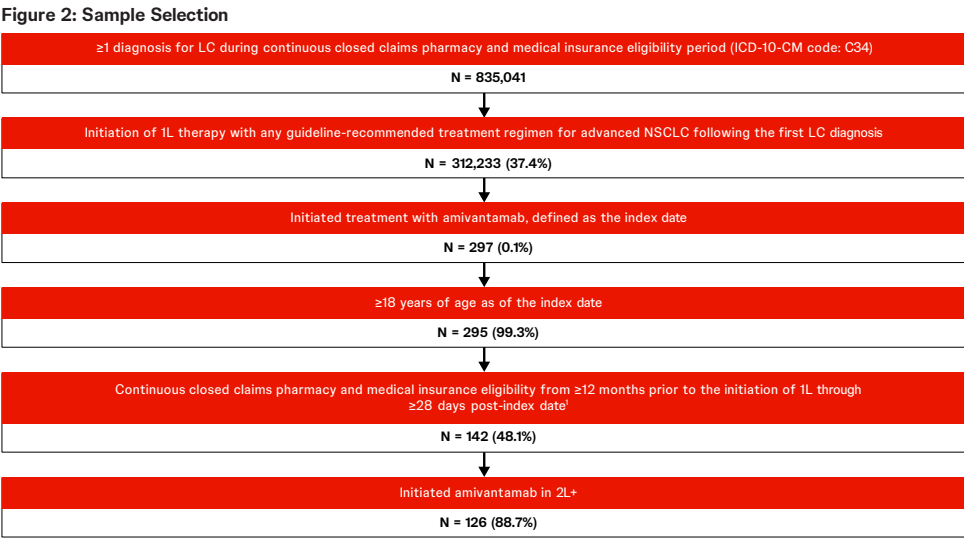 Figure 2: Sample Selection
≥1 diagnosis for LC during continuous closed claims pharmacy and medical insurance eligibility period (ICD-10-CM code: C34)
N = 835,041
Initiation of 1L therapy with any guideline-recommended treatment regimen for advanced NSCLC following the first LC diagnosis
N = 312,233 (37.4%)
Initiated treatment with amivantamab, defined as the index date
N = 297 (0.1%)
≥18 years of age as of the index date
N = 295 (99.3%)
Continuous closed claims pharmacy and medical insurance eligibility from ≥12 months prior to the initiation of 1L through
≥28 days post-index date¹
N = 142 (48.1%)
Initiated amivantamab in 2L+
N = 126 (88.7%)